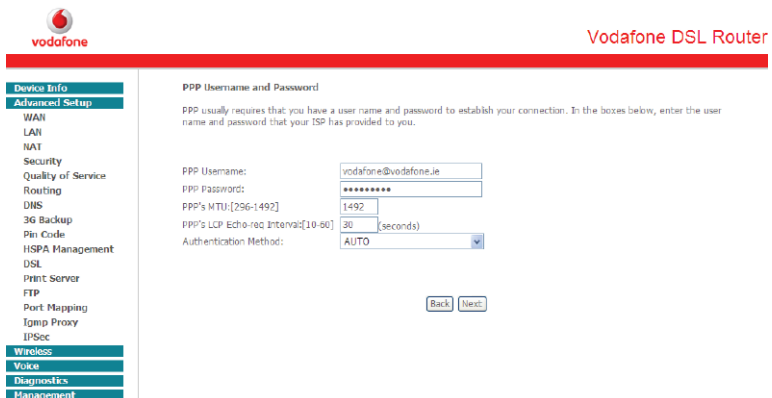 vodafone
Vodafone DSL Router
Device Info
Advanced Setup
WAN
LAN
NAT
Security
Quality of Service
Routing
DNS
3G Backup
Pin Code
HSPA Management
DSL
Print Server
FTP
Port Mapping
Igmp Proxy
IPSec
Wireless
Voice
Diagnostics
Management
PPP Username and Password
PPP usually requires that you have a user name and password to establish your connection. In the boxes below, enter the user
name and password that your ISP has provided to you.
PPP Username: vodafone@vodafone.ie
PPP Password: •••••••••
PPP's MTU:[296-1492] 1492
PPP's LCP Echo-req Interval:[10-60] 30 (seconds)
Authentication Method: AUTO
Back Next